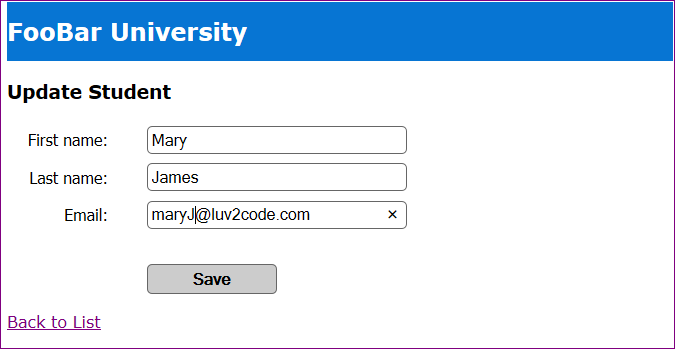 FooBar University
Update Student
First name: Mary
Last name: James
Email: maryJ@luv2code.com ×
Save
Back to List